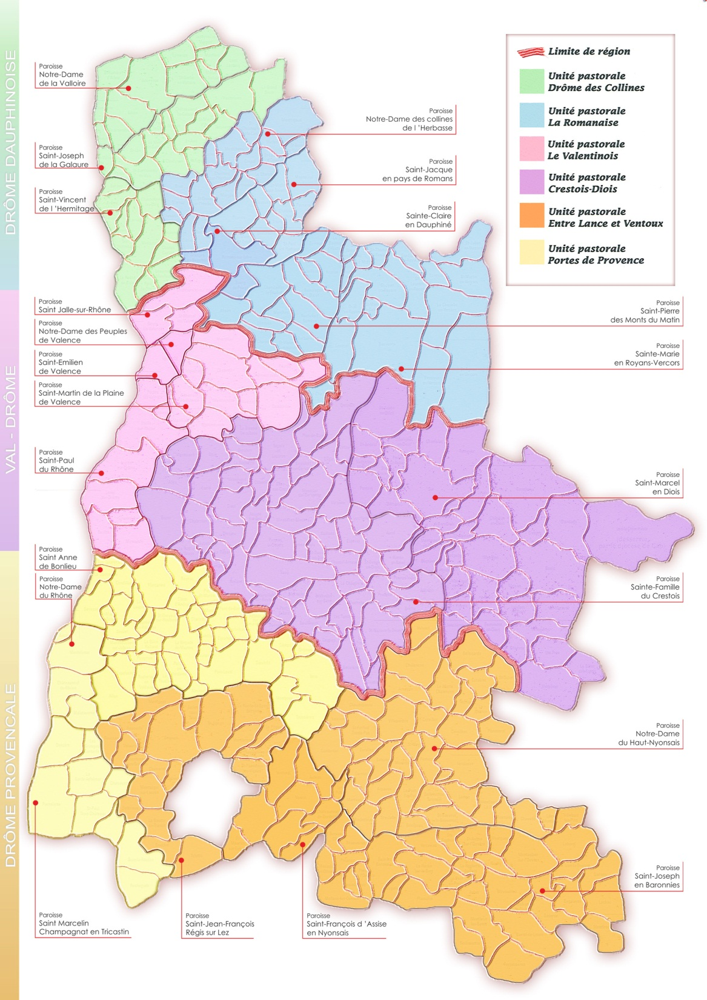 DRÔME DAUPHINOISE
VAL - DRÔME
DRÔME PROVENCALE
Paroisse
Notre-Dame
de la Valloire
Paroisse
Saint-Joseph
de la Galaure
Paroisse
Saint-Vincent
de l 'Hermitage
Paroisse
Notre-Dame des collines
de l 'Herbasse
Paroisse
Saint-Jacque
en pays de Romans
Paroisse
Sainte-Claire
en Dauphiné
Limite de région
Unité pastorale
Drôme des Collines
Unité pastorale
La Romanaise
Unité pastorale
Le Valentinois
Unité pastorale
Crestois-Diois
Unité pastorale
Entre Lance et Ventoux
Unité pastorale
Portes de Provence
Paroisse
Saint Jalle-sur-Rhône
Paroisse
Notre-Dame des Peuples
de Valence
Paroisse
Saint-Emilien
de Valence
Paroisse
Saint-Martin de la Plaine
de Valence
Paroisse
Saint-Paul
du Rhône
Paroisse
Saint-Pierre
des Monts du Matin
Paroisse
Sainte-Marie
en Royans-Vercors
Paroisse
Saint-Marcel
en Diois
Paroisse
Saint Anne
de Bonlieu
Paroisse
Notre-Dame
du Rhône
Paroisse
Sainte-Famille
du Crestois
Paroisse
Notre-Dame
du Haut-Nyonsais
Paroisse
Saint-Joseph
en Baronnies
Paroisse
Saint Marcelin
Champagnat en Tricastin
Paroisse
Saint-Jean-François
Régis sur Lez
Paroisse
Saint-François d 'Assise
en Nyonsais